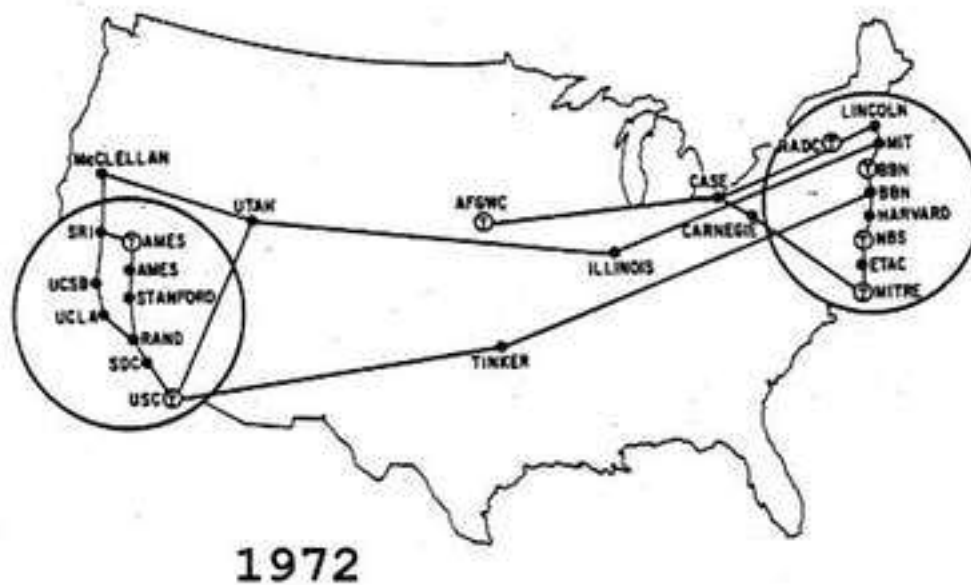 LINCOLN
RADC T
MIT
T BBN
BBN
HARVARD
T NBS
ETAC
T MITRE
McCLELLAN
CASE
UTAH
AFGWC
T
CARNEGIE
SRI
T AMES
AMES
ILLINOIS
UCSB
STANFORD
UCLA
RAND
SDC
TINKER
USC T
1972